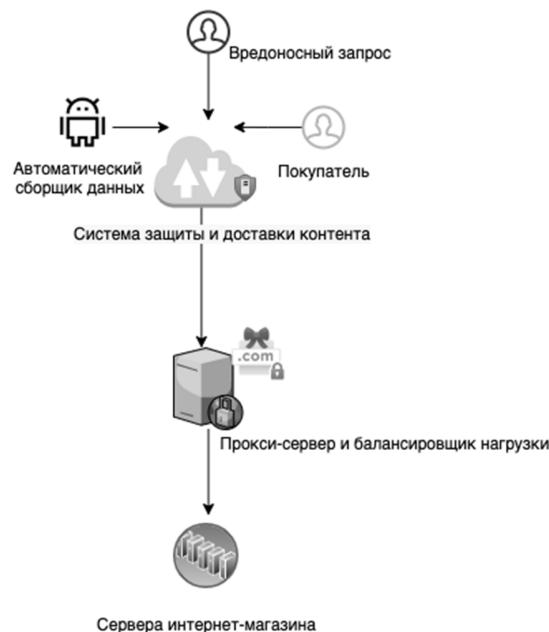 Вредоносный запрос
Автоматический
сборщик данных
Покупатель
Система защиты и доставки контента
.com
Прокси-сервер и балансировщик нагрузки
Сервера интернет-магазина